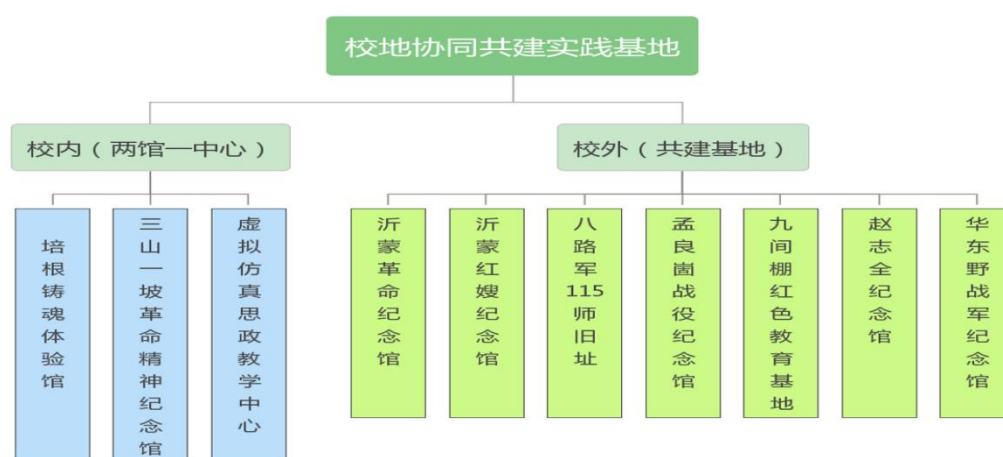 校地协同共建实践基地
校内（两馆一中心）
校外（共建基地）
培根铸魂体验馆
三山一坡革命精神纪念馆
虚拟仿真思政教学中心
沂蒙革命纪念馆
沂蒙红嫂纪念馆
八路军115师旧址
孟良崮战役纪念馆
九间棚红色教育基地
赵志全纪念馆
华东野战军纪念馆